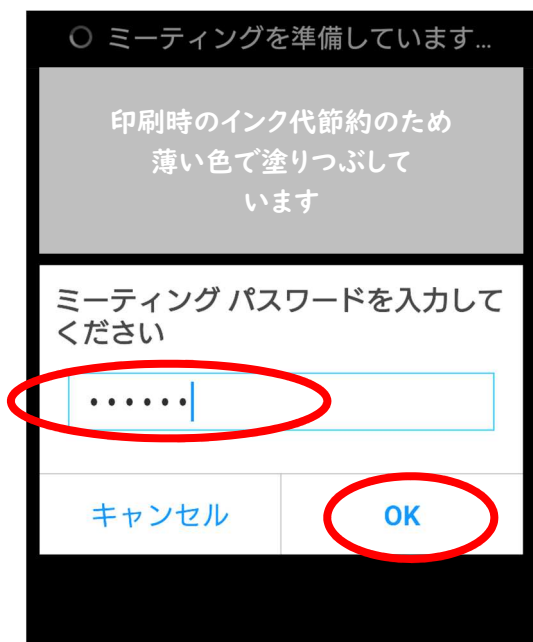 ミーティングを準備しています...
印刷時のインク代節約のため
薄い色で塗りつぶして
います
ミーティング パスワードを入力して
ください
••••••
キャンセル
OK